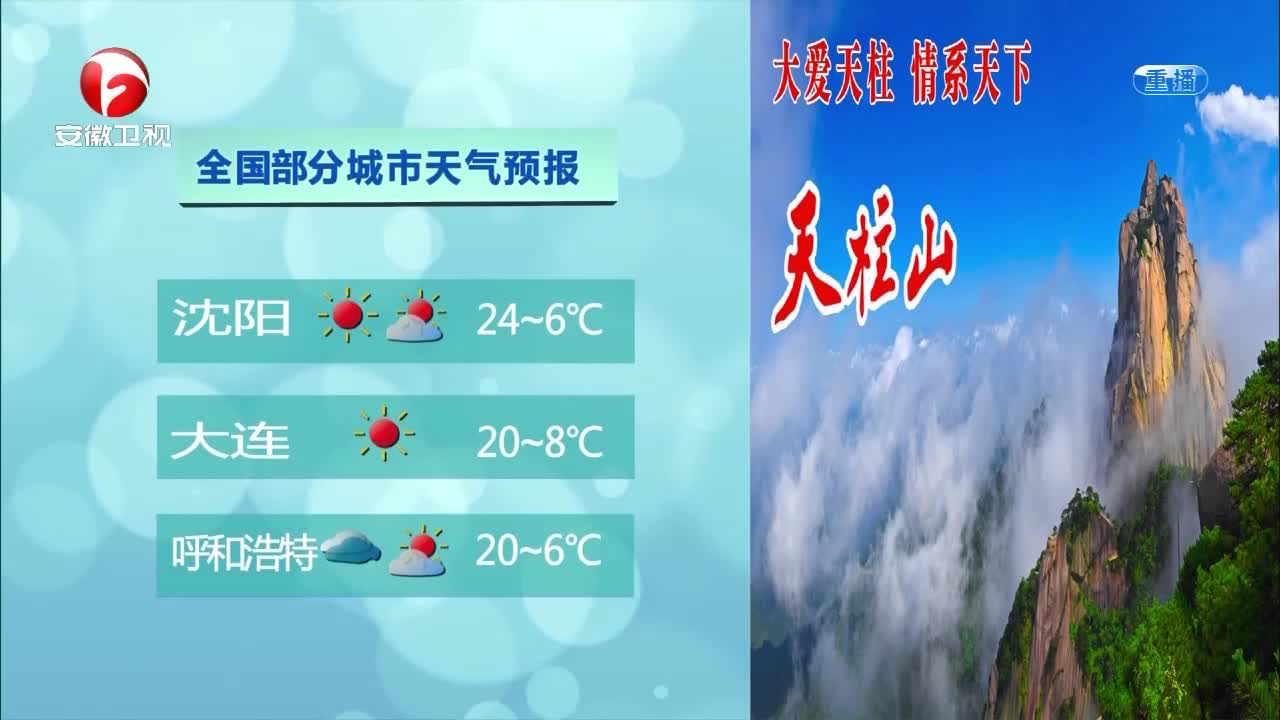 安徽卫视
全国部分城市天气预报
沈阳 24~6℃
大连 20~8℃
呼和浩特 20~6℃
大爱天柱 情系天下
重播
天柱山